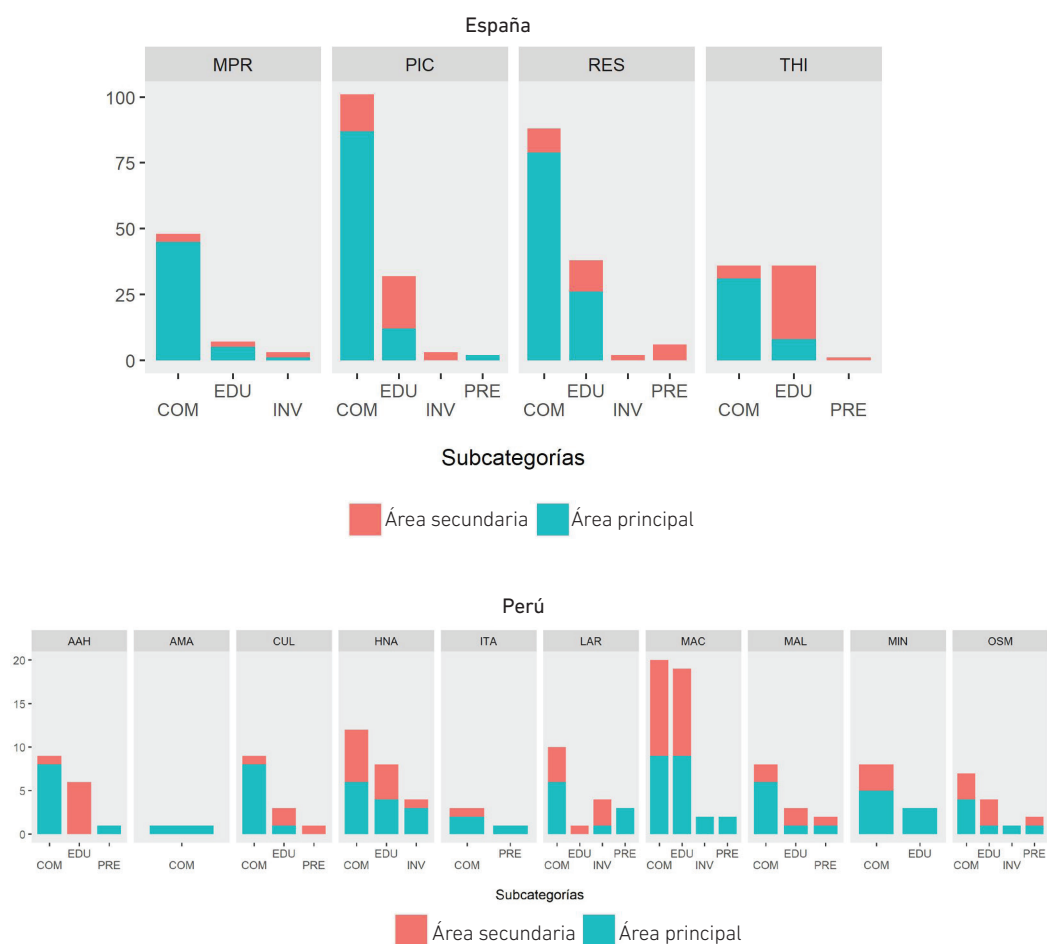 España
MPR PIC RES THI
100
75
50
25
0
EDU EDU PRE EDU PRE EDU
COM INV COM INV COM INV COM PRE
Subcategorías
Área secundaria Área principal
Perú
AAH AMA CUL HNA ITA LAR MAC MAL MIN OSM
20
15
10
5
0
EDU EDU EDU PRE EDU PRE EDU PRE EDU EDU EDU PRE
COM PRE COM COM PRE COM INV COM COM INV COM INV COM PRE COM COM INV
Subcategorías
Área secundaria Área principal